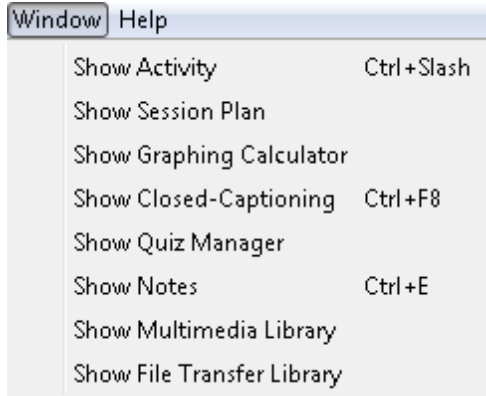 Window Help
Show Activity Ctrl+Slash
Show Session Plan
Show Graphing Calculator
Show Closed-Captioning Ctrl+F8
Show Quiz Manager
Show Notes Ctrl+E
Show Multimedia Library
Show File Transfer Library